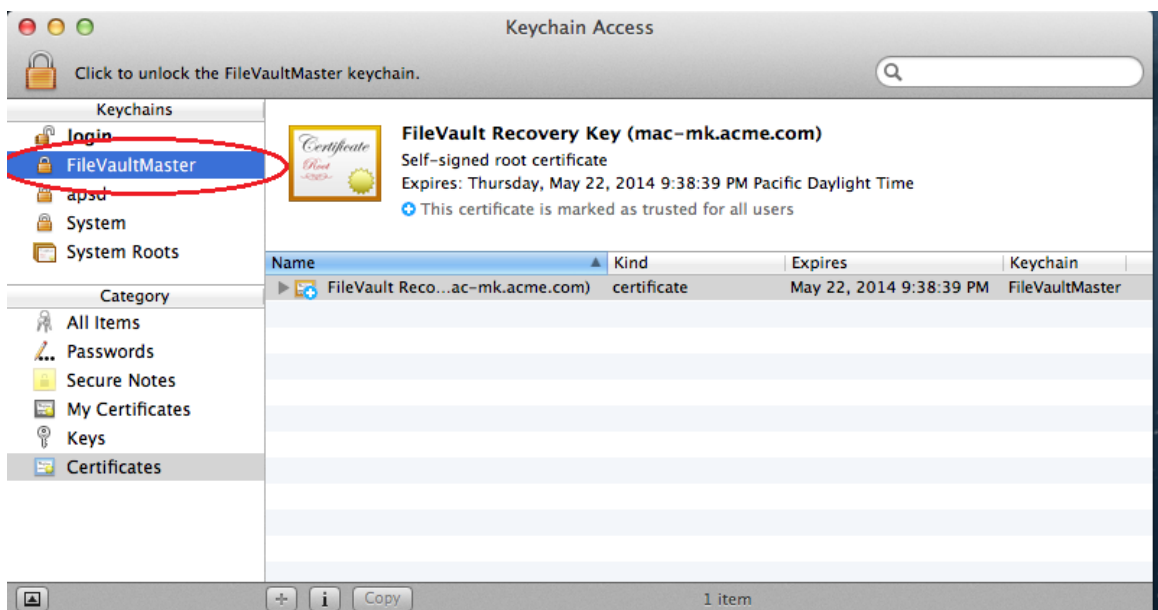 Keychain Access
Click to unlock the FileVaultMaster keychain.
Keychains
login
FileVaultMaster
apsd
System
System Roots
Category
All Items
Passwords
Secure Notes
My Certificates
Keys
Certificates
Certificate
Root
FileVault Recovery Key (mac-mk.acme.com)
Self-signed root certificate
Expires: Thursday, May 22, 2014 9:38:39 PM Pacific Daylight Time
This certificate is marked as trusted for all users
Name Kind Expires Keychain
FileVault Reco...ac-mk.acme.com) certificate May 22, 2014 9:38:39 PM FileVaultMaster
Copy 1 item